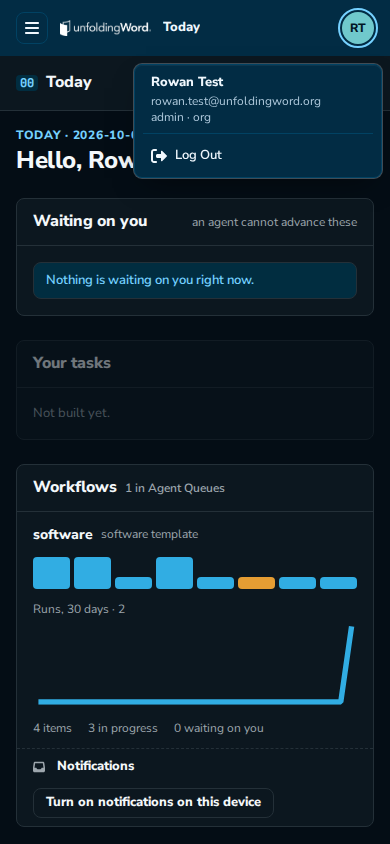 unfoldingWord. Today
RT
00 Today
Rowan Test
rowan.test@unfoldingword.org
admin · org
Log Out
TODAY · 2026-10-
Hello, Row
Waiting on you an agent cannot advance these
Nothing is waiting on you right now.
Your tasks
Not built yet.
Workflows 1 in Agent Queues
software software template
Runs, 30 days · 2
4 items 3 in progress 0 waiting on you
Notifications
Turn on notifications on this device